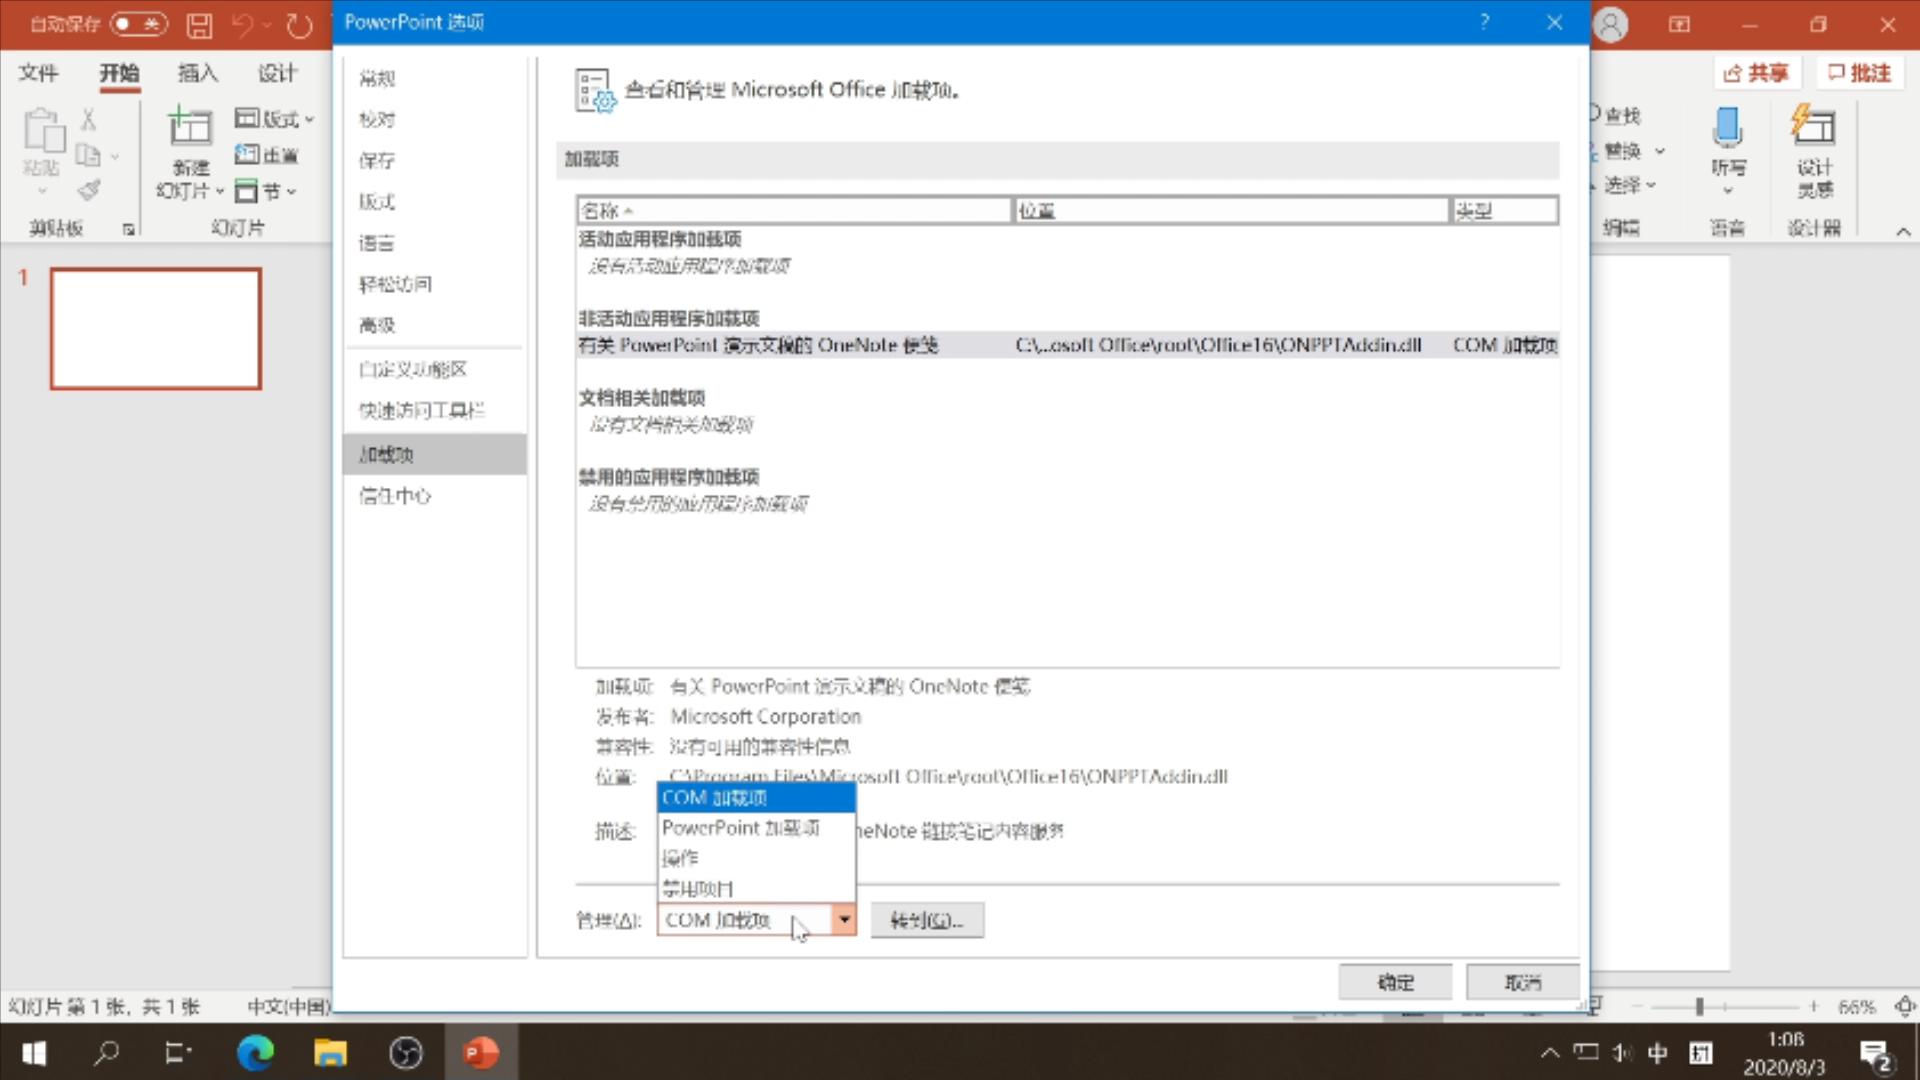 自动保存 关
PowerPoint 选项 ?
文件 开始 插入 设计
共享 批注
粘贴
新建
幻灯片
版式
重置
节
剪贴板
幻灯片
查找
替换
选择
编辑
听写
语音
设计
灵感
设计器
1
常规
校对
保存
版式
语言
轻松访问
高级
自定义功能区
快速访问工具栏
加载项
信任中心
查看和管理 Microsoft Office 加载项。
加载项
名称 位置 类型
活动应用程序加载项
没有活动应用程序加载项
非活动应用程序加载项
有关 PowerPoint 演示文稿的 OneNote 便笺 C:\...osoft Office\root\Office16\ONPPTAddin.dll COM 加载项
文档相关加载项
没有文档相关加载项
禁用的应用程序加载项
没有禁用的应用程序加载项
加载项: 有关 PowerPoint 演示文稿的 OneNote 便笺
发布者: Microsoft Corporation
兼容性: 没有可用的兼容性信息
位置: C:\Program Files\Microsoft Office\root\Office16\ONPPTAddin.dll
COM 加载项
PowerPoint 加载项
描述: neNote 链接笔记内容服务
操作
禁用项目
管理(A): COM 加载项 转到(G)...
确定 取消
幻灯片 第 1 张，共 1 张 中文(中国)
66%
中 拼
1:08
2020/8/3
2